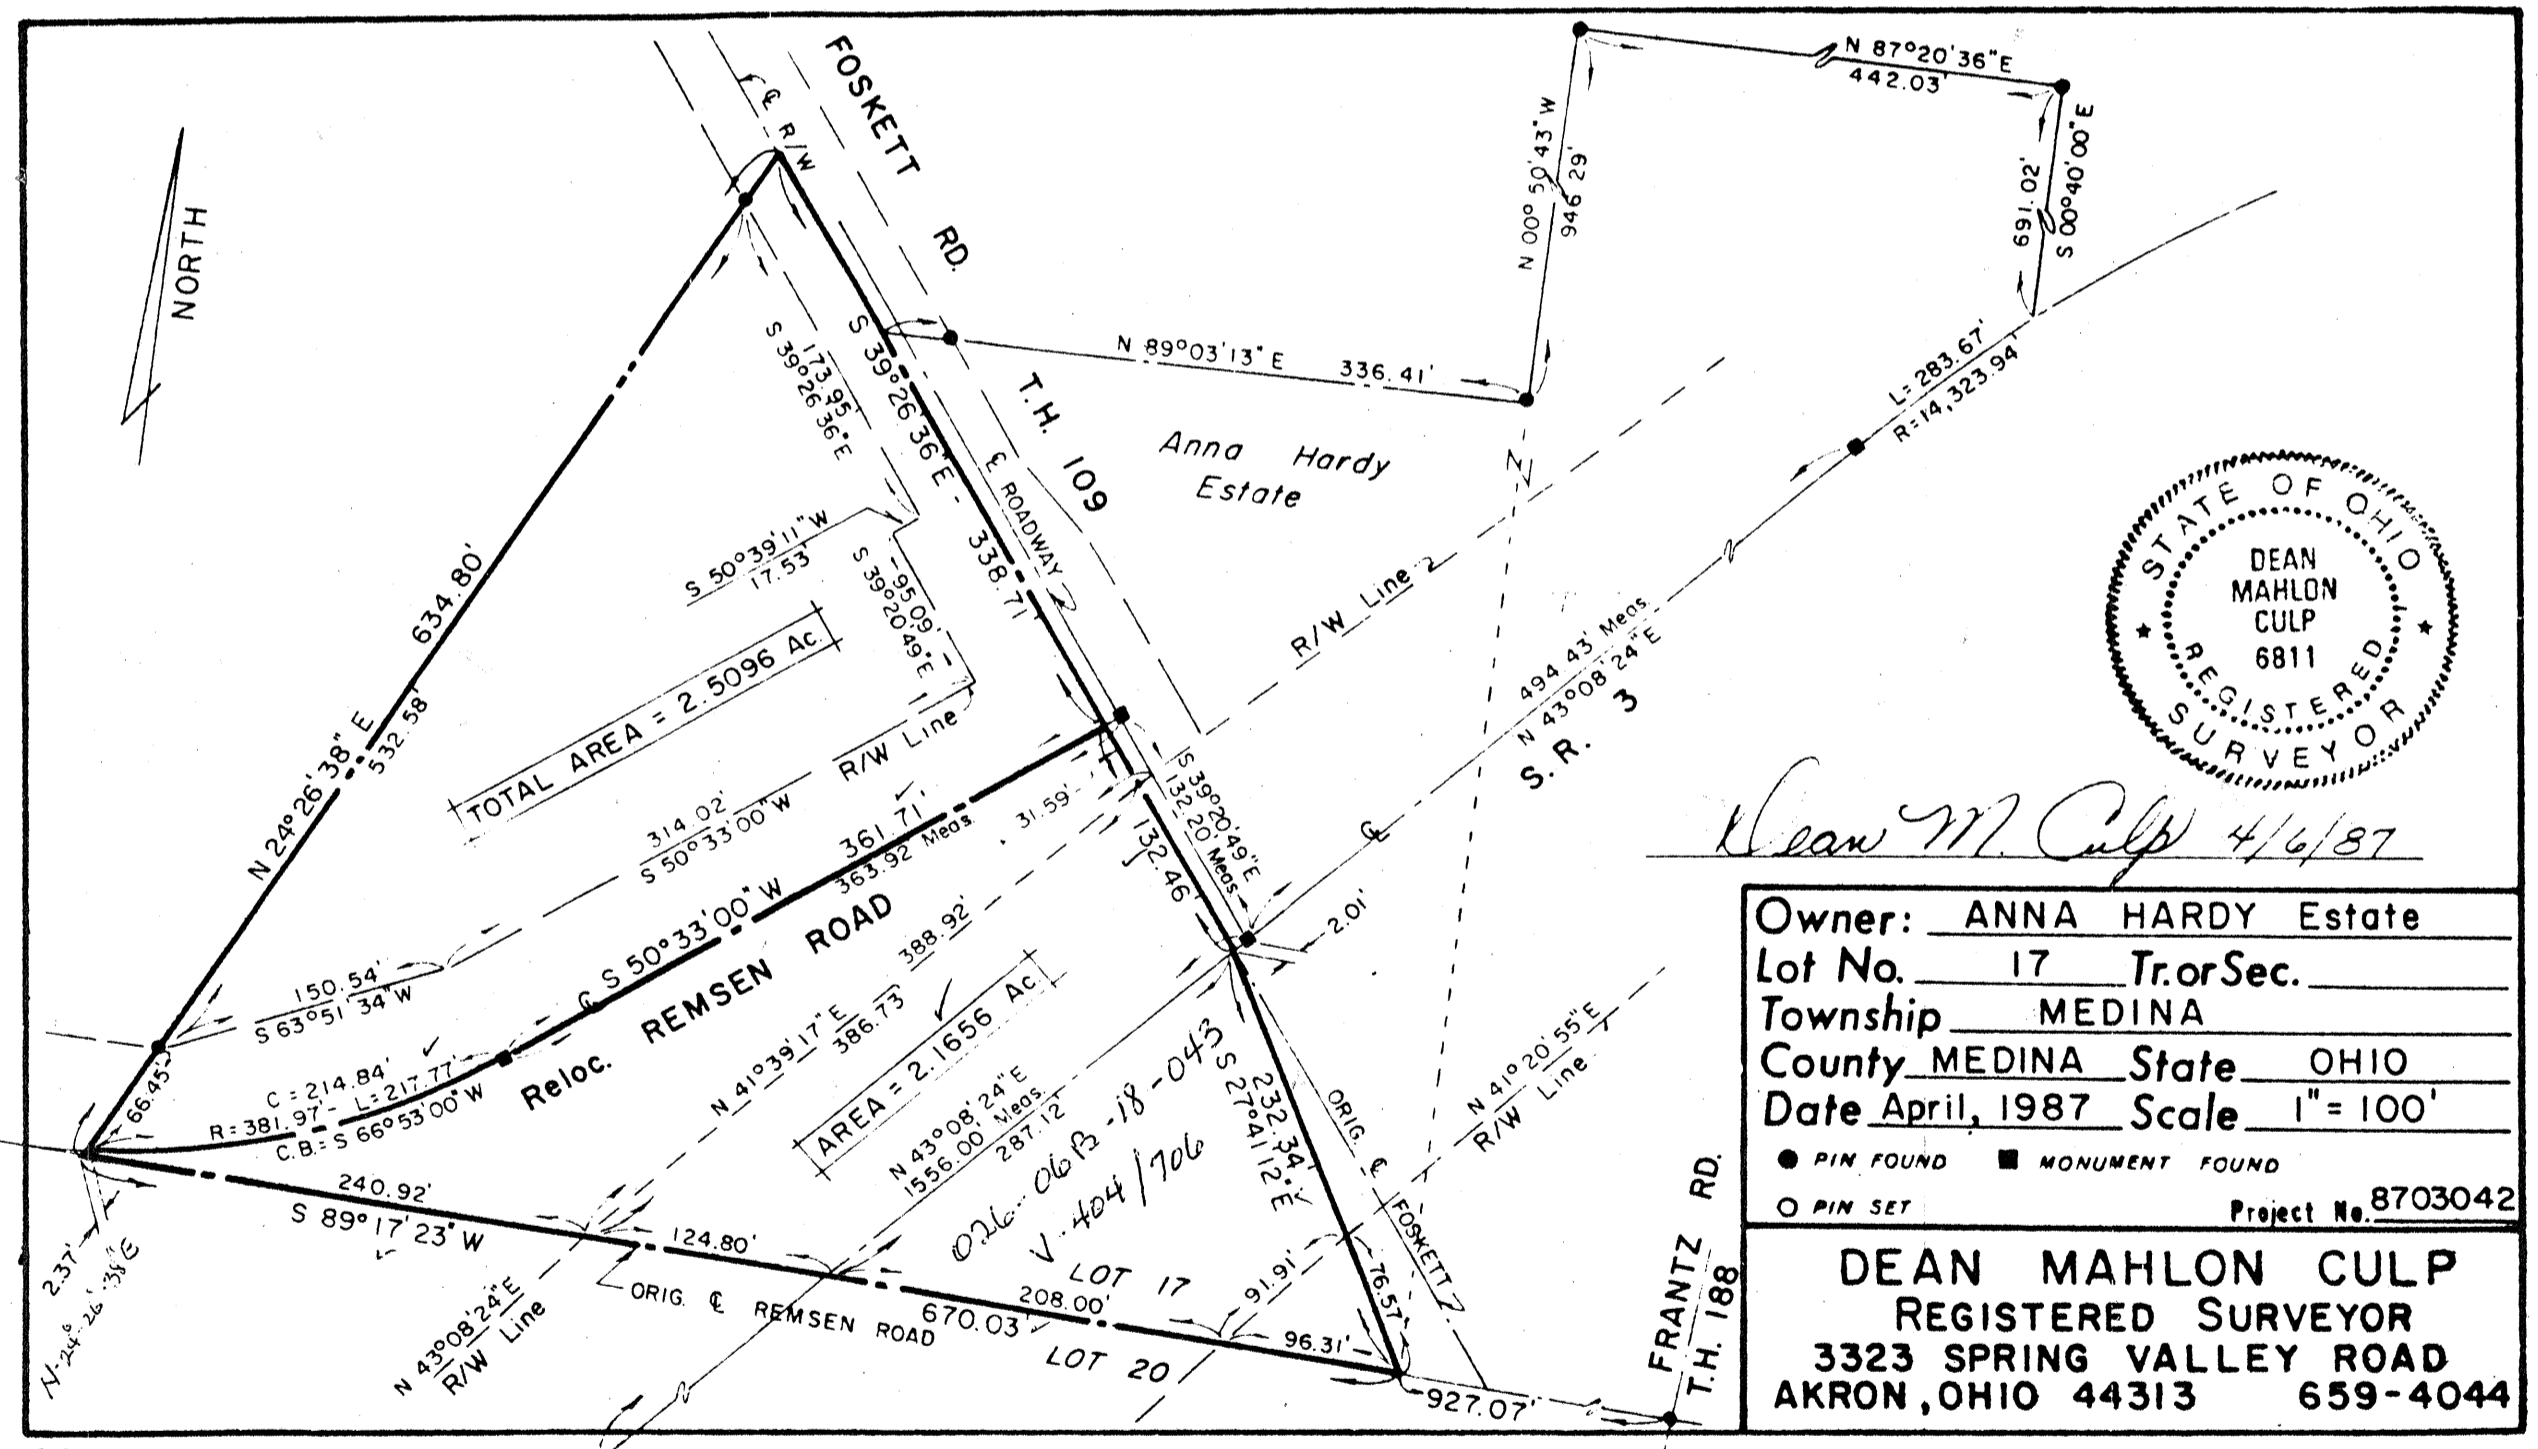 NORTH
℄ R/W
FOSKETT RD. T.H. 109
N 87°20'36"E
442.03'
N 00°50'43"W
946.29'
691.02'
S 00°40'00"E
N 89°03'13"E 336.41'
173.95'
S 39°26'36"E
S 39°26'36"E - 338.71'
℄ ROADWAY
Anna Hardy
Estate
L=283.67'
R=14,323.94'
S 50°39'11"W
17.53'
95.09'
S 39°20'49"E
634.80'
N 24°26'38"E
532.58'
TOTAL AREA = 2.5096 Ac.
R/W Line
R/W Line
494.43' Meas.
N 43°08'24"E
S.R. 3
℄
STATE OF OHIO
DEAN
MAHLON
CULP
6811
REGISTERED
SURVEYOR
Dean M. Culp 4/6/87
314.02'
S 50°33'00"W
361.71'
℄ S 50°33'00"W
363.92 Meas.
31.59'
S 39°20'49"E
132.20' Meas.
132.46'
2.01'
Reloc. REMSEN ROAD
150.54'
S 63°51'34"W
66.45'
C = 214.84'
R=381.97' - L=217.77'
C.B.= S 66°53'00"W
388.92'
N 41°39'17"E
386.73'
AREA = 2.1656 Ac.
N 43°08'24"E
1556.00' Meas.
287.12'
026-06B-18-043
V-404/706
232.34'
S 27°41'12"E
ORIG. ℄ FOSKETT
N 41°20'55"E
R/W Line
240.92'
S 89°17'23"W
2.37'
N-24°-26'-38"E
124.80'
ORIG. ℄ REMSEN ROAD
N 43°08'24"E
R/W Line
LOT 17
208.00'
670.03'
91.91'
76.57'
96.31'
LOT 20
927.07'
FRANTZ RD.
T.H. 188
Owner: ANNA HARDY Estate
Lot No. 17 Tr.orSec.
Township MEDINA
County MEDINA State OHIO
Date April, 1987 Scale 1"= 100'
PIN FOUND MONUMENT FOUND
PIN SET Project No. 8703042
DEAN MAHLON CULP
REGISTERED SURVEYOR
3323 SPRING VALLEY ROAD
AKRON, OHIO 44313 659-4044